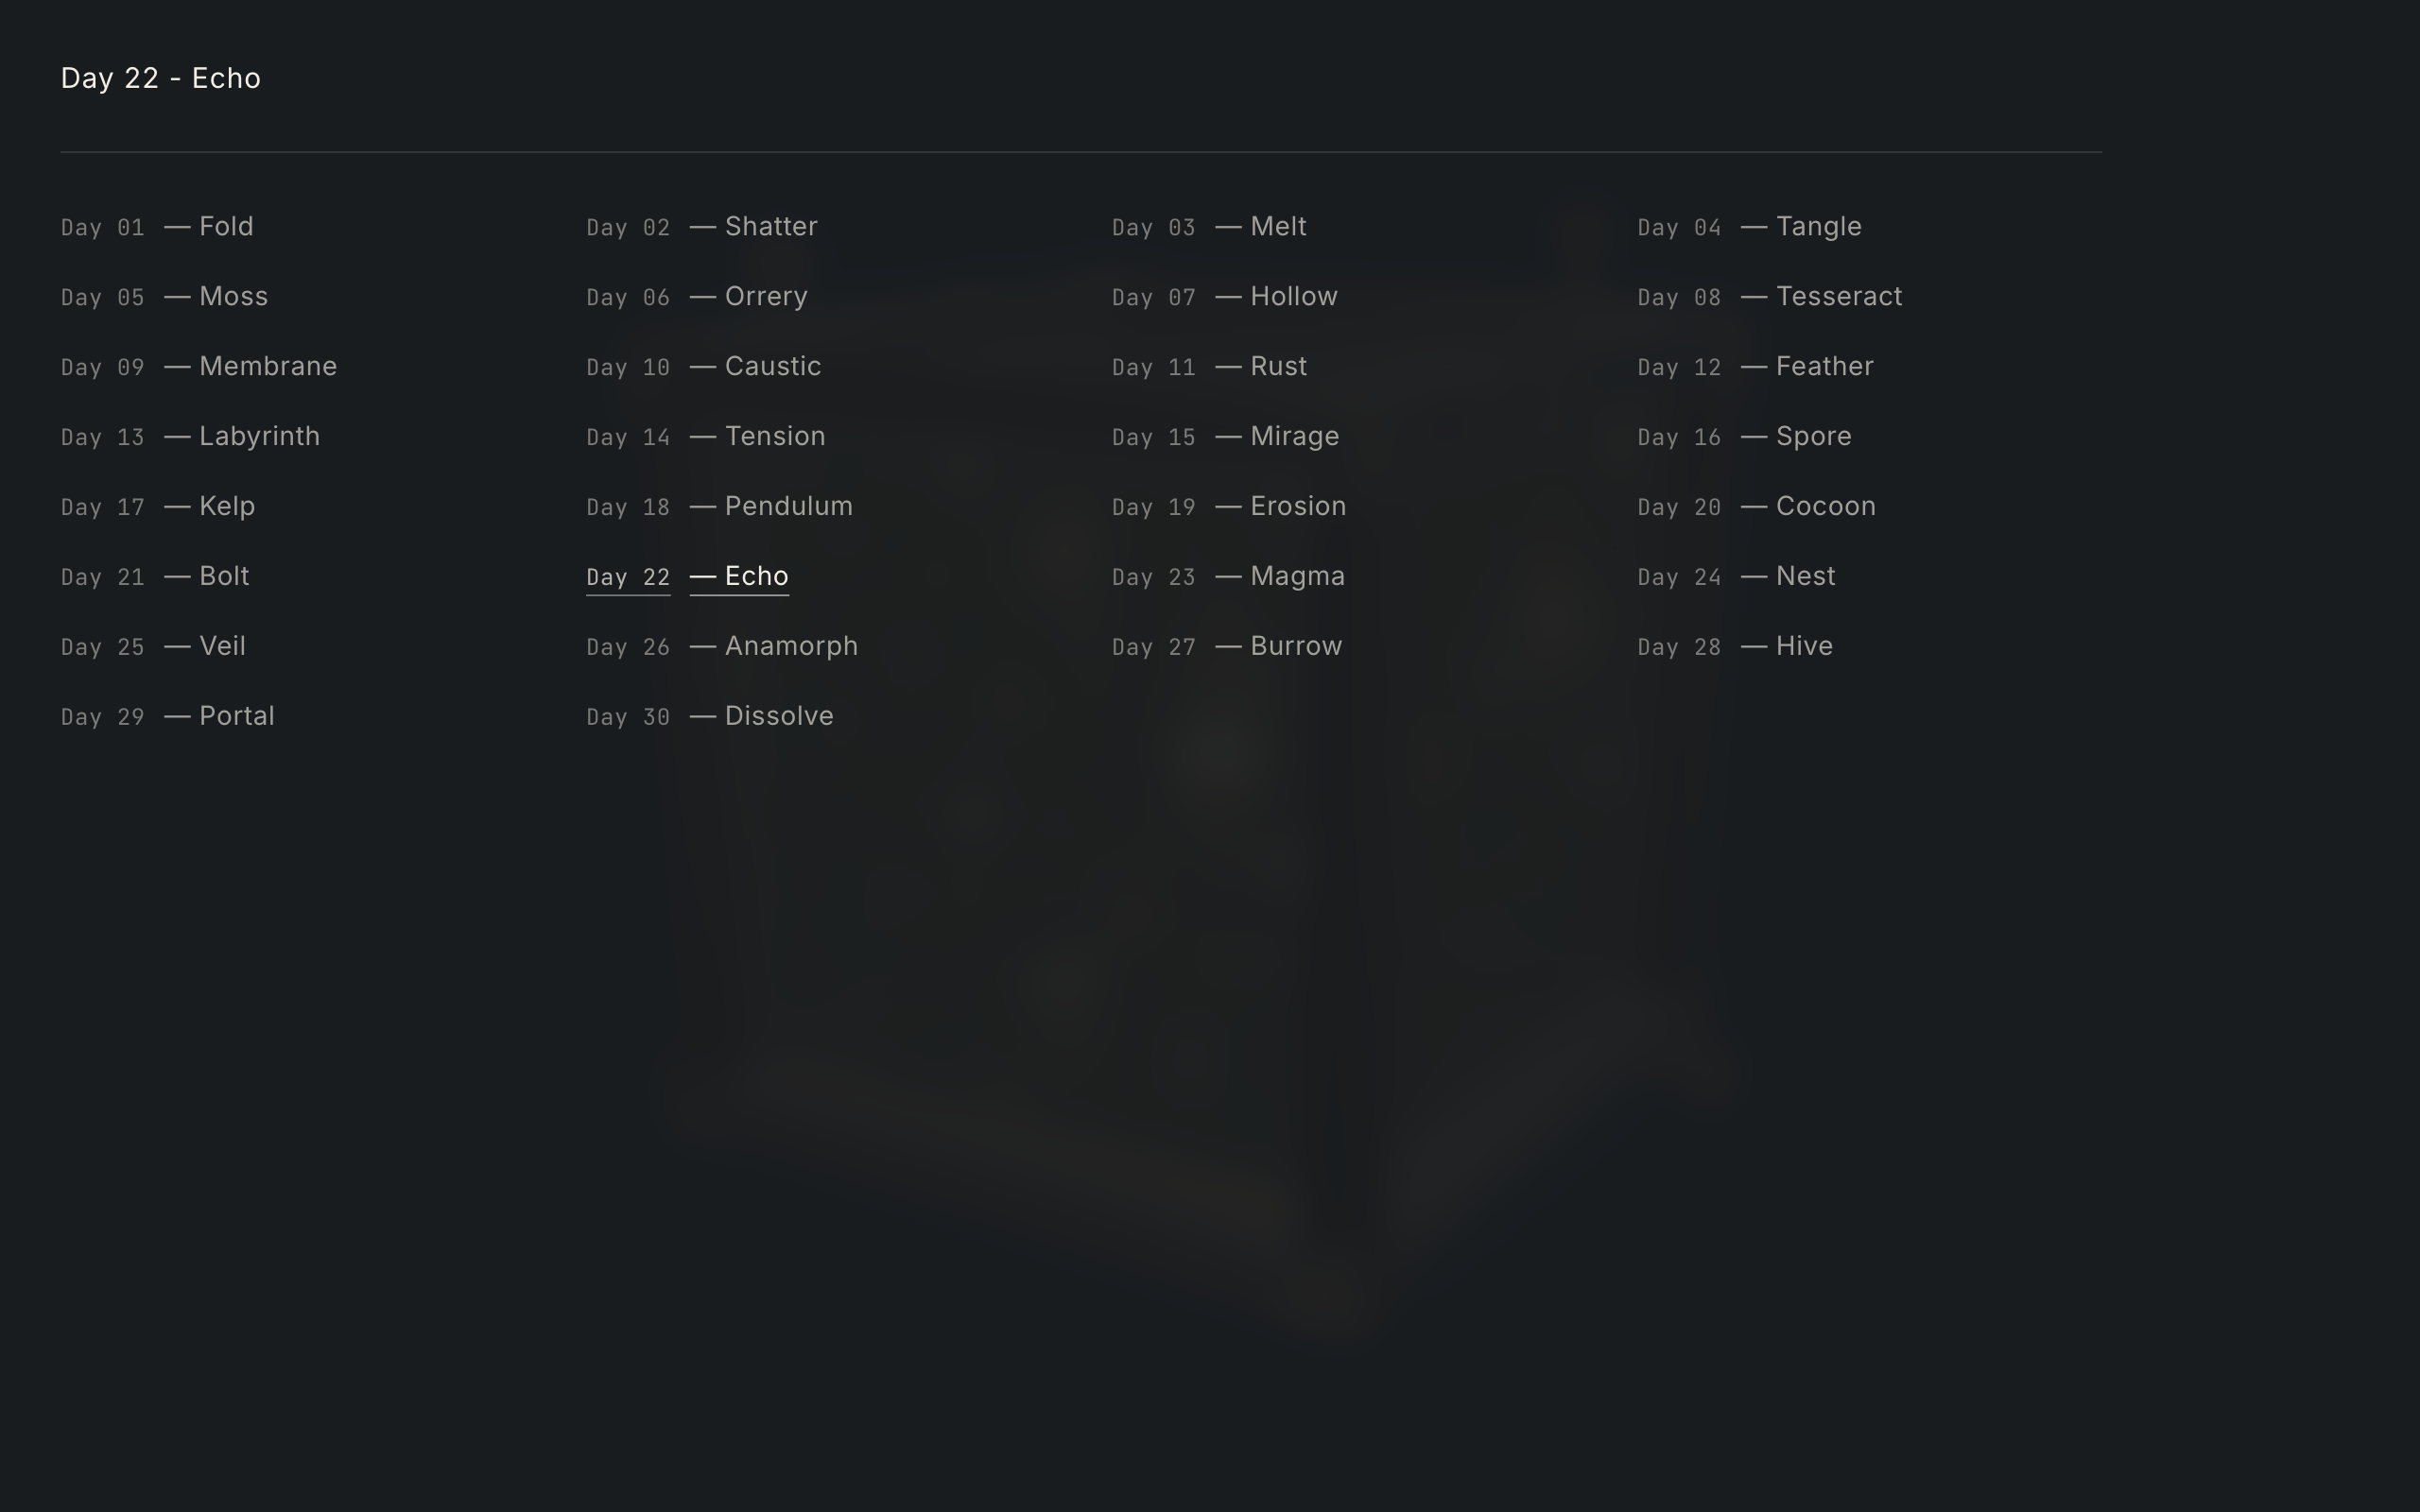 Day 22 - Echo
Day 01 — Fold
Day 02 — Shatter
Day 03 — Melt
Day 04 — Tangle
Day 05 — Moss
Day 06 — Orrery
Day 07 — Hollow
Day 08 — Tesseract
Day 09 — Membrane
Day 10 — Caustic
Day 11 — Rust
Day 12 — Feather
Day 13 — Labyrinth
Day 14 — Tension
Day 15 — Mirage
Day 16 — Spore
Day 17 — Kelp
Day 18 — Pendulum
Day 19 — Erosion
Day 20 — Cocoon
Day 21 — Bolt
Day 22 — Echo
Day 23 — Magma
Day 24 — Nest
Day 25 — Veil
Day 26 — Anamorph
Day 27 — Burrow
Day 28 — Hive
Day 29 — Portal
Day 30 — Dissolve